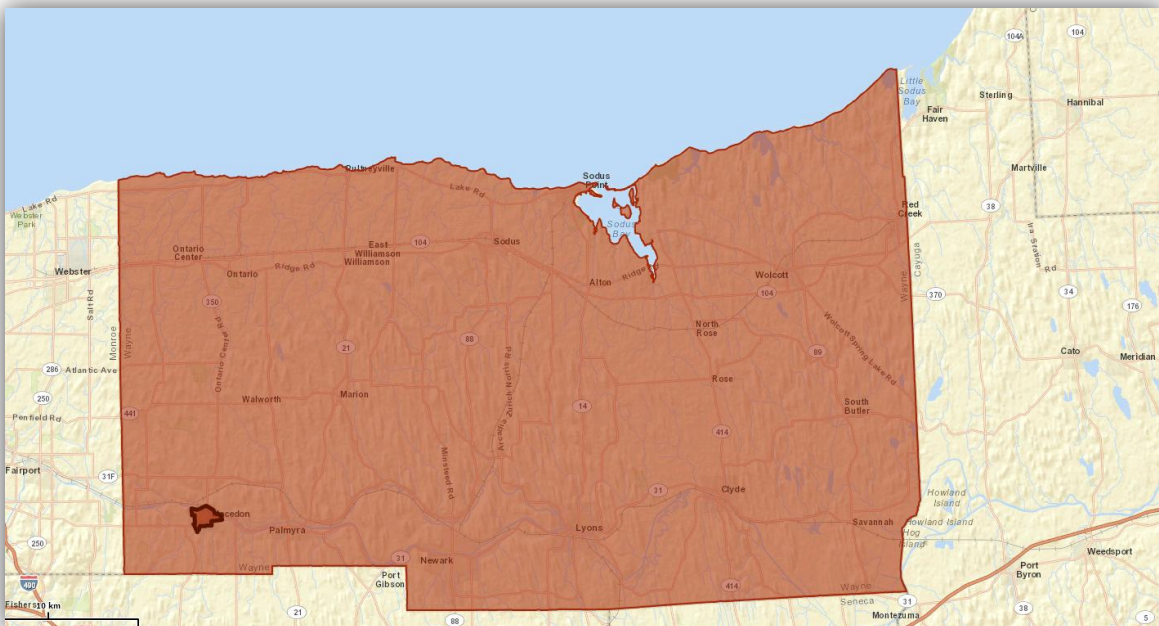 104A
104
Little
Sodus
Bay
Sterling
Fair
Haven
Hannibal
Martville
Pultneyville
Sodus
Point
Lake Rd
Lake Rd
Webster
Park
38
Red
Creek
Sodus
Bay
Ontario
Center
East
Williamson
Williamson
104
Sodus
Ira Station
Rd
Webster
Ontario
Ridge Rd
Alton
Ridge
Wolcott
104
Cayuga
Wayne
370
34
176
Salt Rd
350
Monroe
Wayne
Ontario Center Rd
88
North
Rose
Wolcott Spring Lake Rd
21
89
Cato
Meridian
286
Atlantic Ave
Arcadia Zurich Norris Rd
Rose
250
Walworth
Marion
14
South
Butler
441
Penfield Rd
414
Minsteed Rd
Fairport
31F
31
Clyde
Howland
Island
Macedon
Palmyra
Lyons
Savannah
Howland Island
Hog
Island
250
Weedsport
31
Newark
Wayne
Port
Gibson
Port
Byron
490
414
Wayne
Seneca
31
Fishers
10 km
21
88
Montezuma
38
5